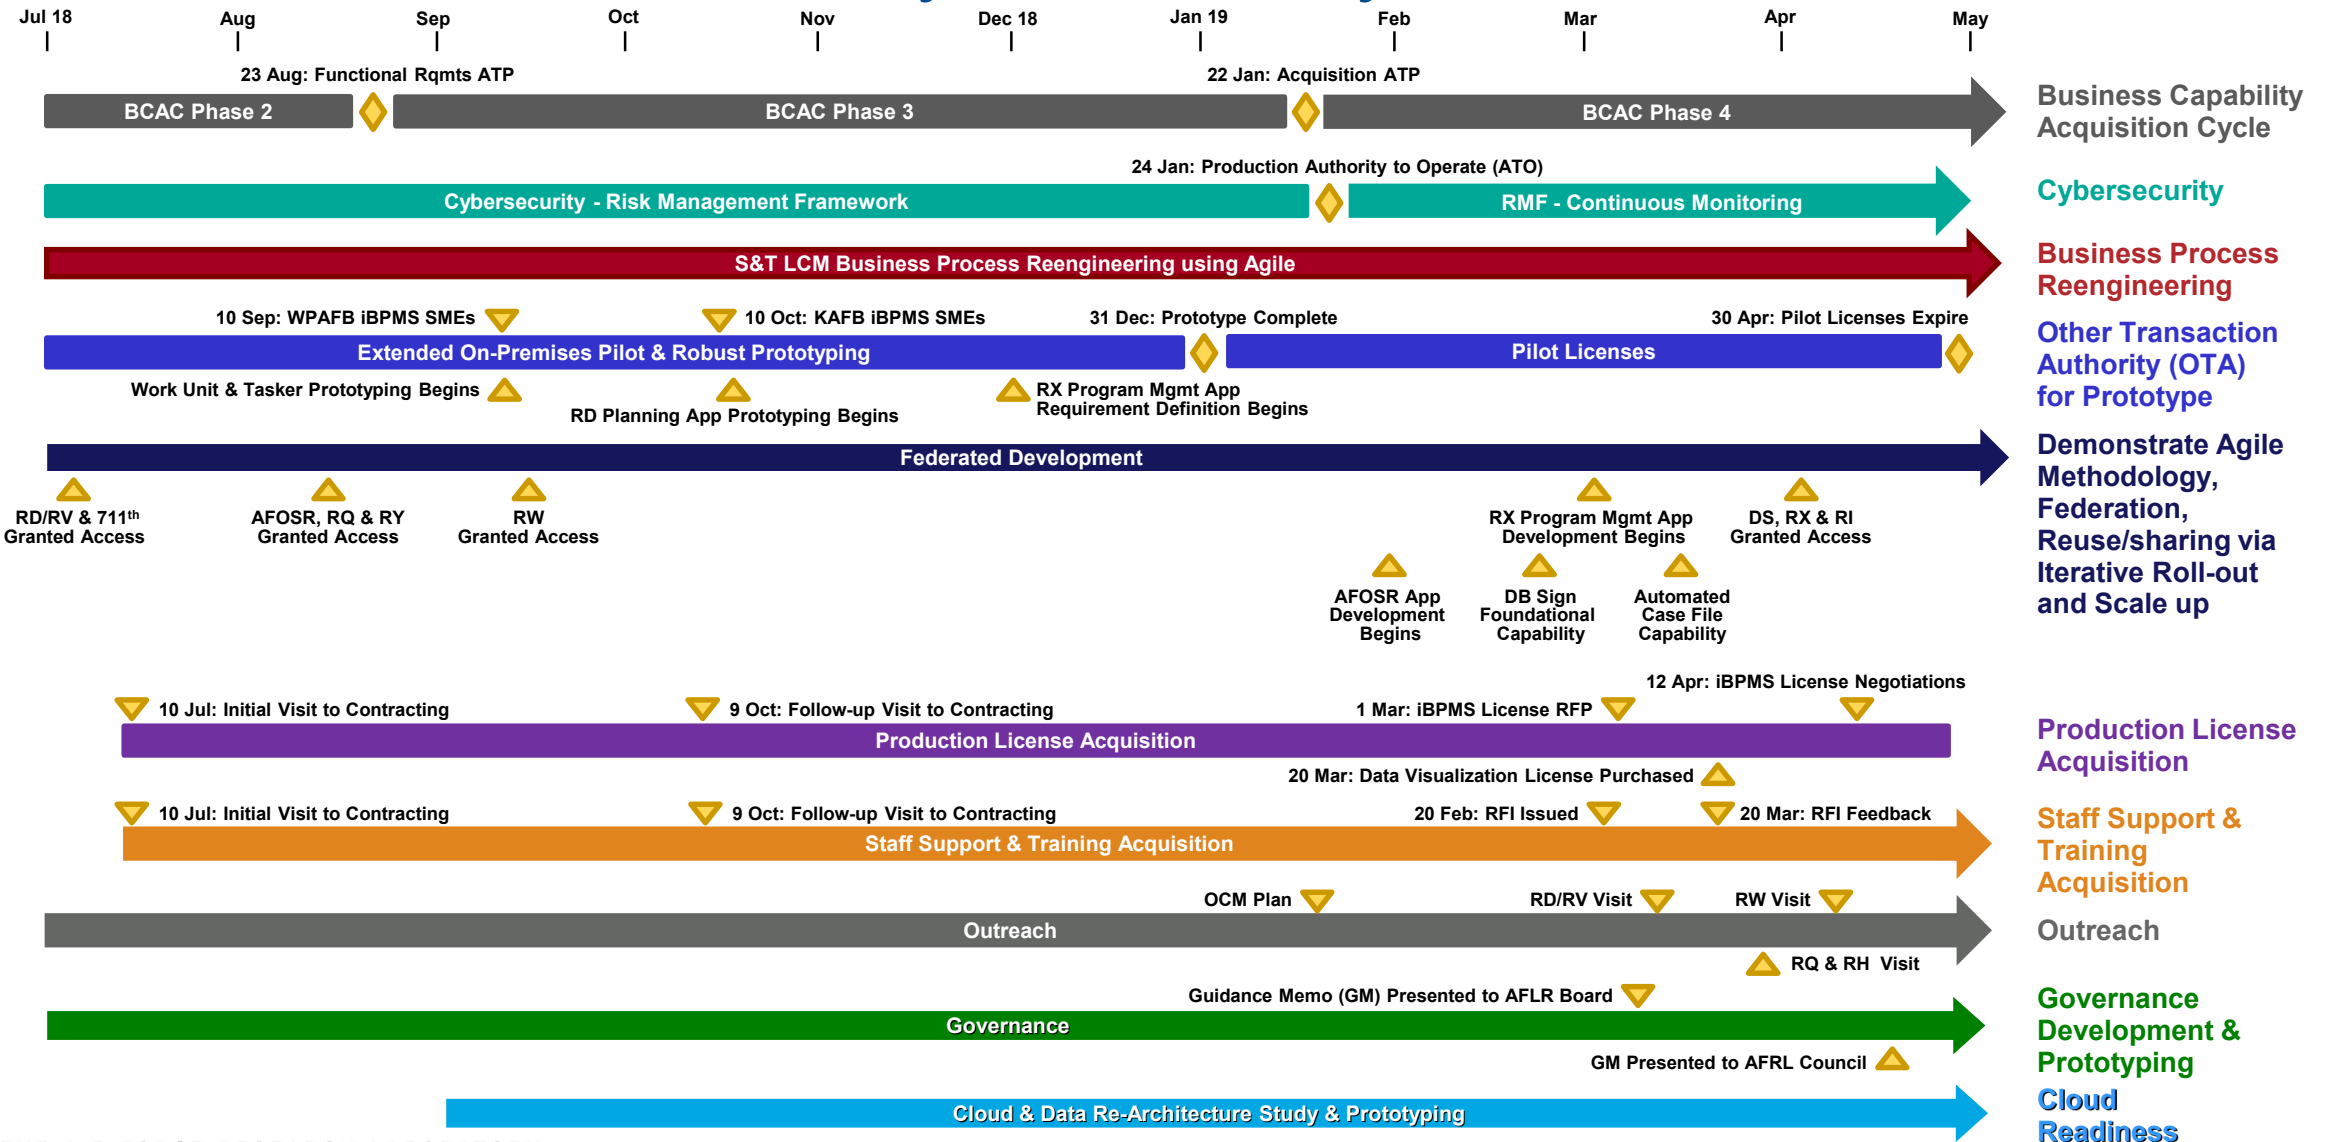 Jul 18
Aug
Sep
Oct
Nov
Dec 18
Jan 19
Feb
Mar
Apr
May
23 Aug: Functional Rqmts ATP
22 Jan: Acquisition ATP
BCAC Phase 2
BCAC Phase 3
BCAC Phase 4
Business Capability
Acquisition Cycle
24 Jan: Production Authority to Operate (ATO)
Cybersecurity - Risk Management Framework
RMF - Continuous Monitoring
Cybersecurity
S&T LCM Business Process Reengineering using Agile
Business Process
Reengineering
10 Sep: WPAFB iBPMS SMEs
10 Oct: KAFB iBPMS SMEs
31 Dec: Prototype Complete
30 Apr: Pilot Licenses Expire
Extended On-Premises Pilot & Robust Prototyping
Pilot Licenses
Work Unit & Tasker Prototyping Begins
RD Planning App Prototyping Begins
RX Program Mgmt App
Requirement Definition Begins
Other Transaction
Authority (OTA)
for Prototype
Federated Development
RD/RV & 711th
Granted Access
AFOSR, RQ & RY
Granted Access
RW
Granted Access
RX Program Mgmt App
Development Begins
DS, RX & RI
Granted Access
AFOSR App
Development
Begins
DB Sign
Foundational
Capability
Automated
Case File
Capability
Demonstrate Agile
Methodology,
Federation,
Reuse/sharing via
Iterative Roll-out
and Scale up
12 Apr: iBPMS License Negotiations
10 Jul: Initial Visit to Contracting
9 Oct: Follow-up Visit to Contracting
1 Mar: iBPMS License RFP
Production License Acquisition
20 Mar: Data Visualization License Purchased
Production License
Acquisition
10 Jul: Initial Visit to Contracting
9 Oct: Follow-up Visit to Contracting
20 Feb: RFI Issued
20 Mar: RFI Feedback
Staff Support & Training Acquisition
Staff Support &
Training
Acquisition
OCM Plan
RD/RV Visit
RW Visit
Outreach
RQ & RH Visit
Outreach
Guidance Memo (GM) Presented to AFLR Board
Governance
GM Presented to AFRL Council
Governance
Development &
Prototyping
Cloud & Data Re-Architecture Study & Prototyping
Cloud
Readiness